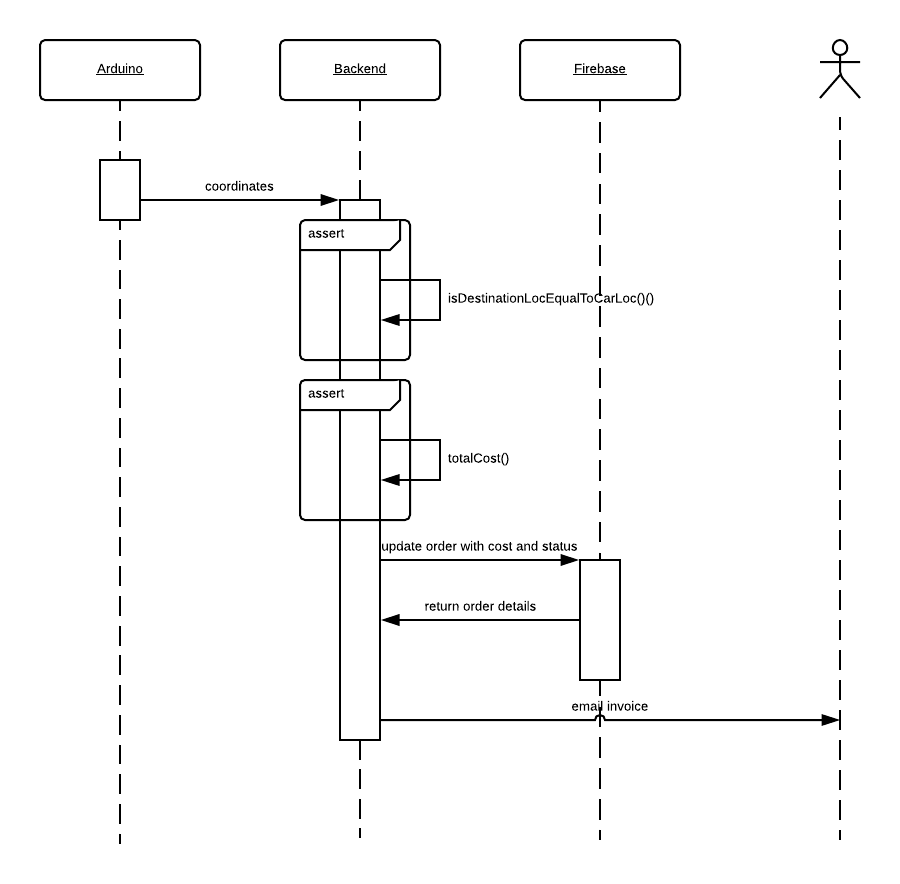 Arduino
Backend
Firebase
coordinates
assert
isDestinationLocEqualToCarLoc()()
assert
totalCost()
update order with cost and status
return order details
email invoice